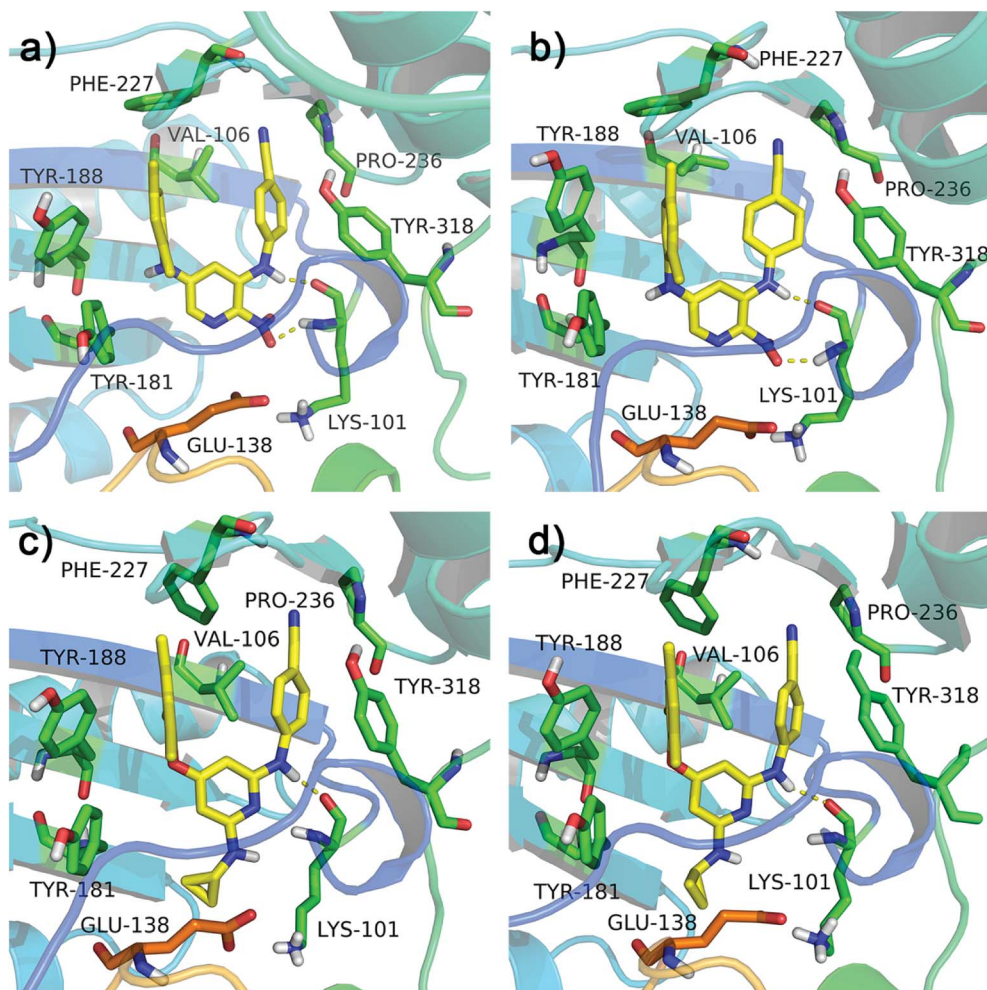 a)
PHE-227
VAL-106
TYR-188
PRO-236
TYR-318
TYR-181
LYS-101
GLU-138
b)
PHE-227
TYR-188
VAL-106
PRO-236
TYR-318
TYR-181
LYS-101
GLU-138
c)
PHE-227
PRO-236
VAL-106
TYR-188
TYR-318
TYR-181
GLU-138
LYS-101
d)
PHE-227
PRO-236
TYR-188
VAL-106
TYR-318
LYS-101
TYR-181
GLU-138